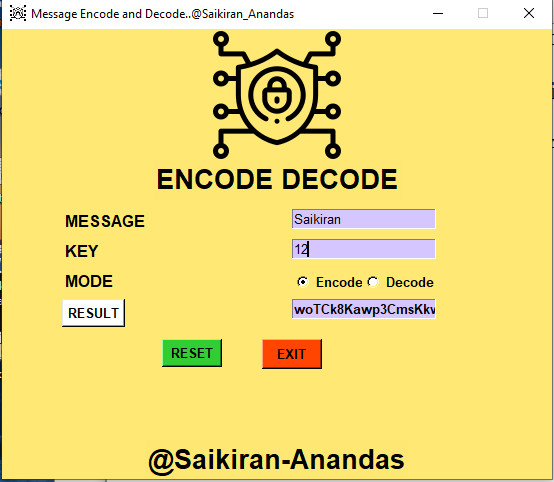 Message Encode and Decode..@Saikiran_Anandas
ENCODE DECODE
MESSAGE Saikiran
KEY 12
MODE Encode Decode
RESULT woTCk8Kawp3CmsKkw
RESET EXIT
@Saikiran-Anandas